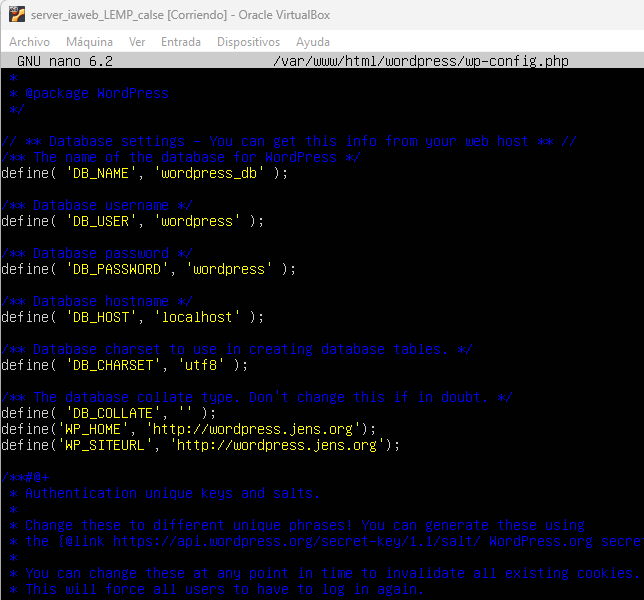 server_iaweb_LEMP_calse [Corriendo] - Oracle VirtualBox
Archivo Máquina Ver Entrada Dispositivos Ayuda
GNU nano 6.2 /var/www/html/wordpress/wp-config.php
 *
 * @package WordPress
 */

// ** Database settings - You can get this info from your web host ** //
/** The name of the database for WordPress */
define( 'DB_NAME', 'wordpress_db' );

/** Database username */
define( 'DB_USER', 'wordpress' );

/** Database password */
define( 'DB_PASSWORD', 'wordpress' );

/** Database hostname */
define( 'DB_HOST', 'localhost' );

/** Database charset to use in creating database tables. */
define( 'DB_CHARSET', 'utf8' );

/** The database collate type. Don't change this if in doubt. */
define( 'DB_COLLATE', '' );
define('WP_HOME', 'http://wordpress.jens.org');
define('WP_SITEURL', 'http://wordpress.jens.org');

/**#@+
 * Authentication unique keys and salts.
 *
 * Change these to different unique phrases! You can generate these using
 * the {@link https://api.wordpress.org/secret-key/1.1/salt/ WordPress.org secre
 *
 * You can change these at any point in time to invalidate all existing cookies.
 * This will force all users to have to log in again.